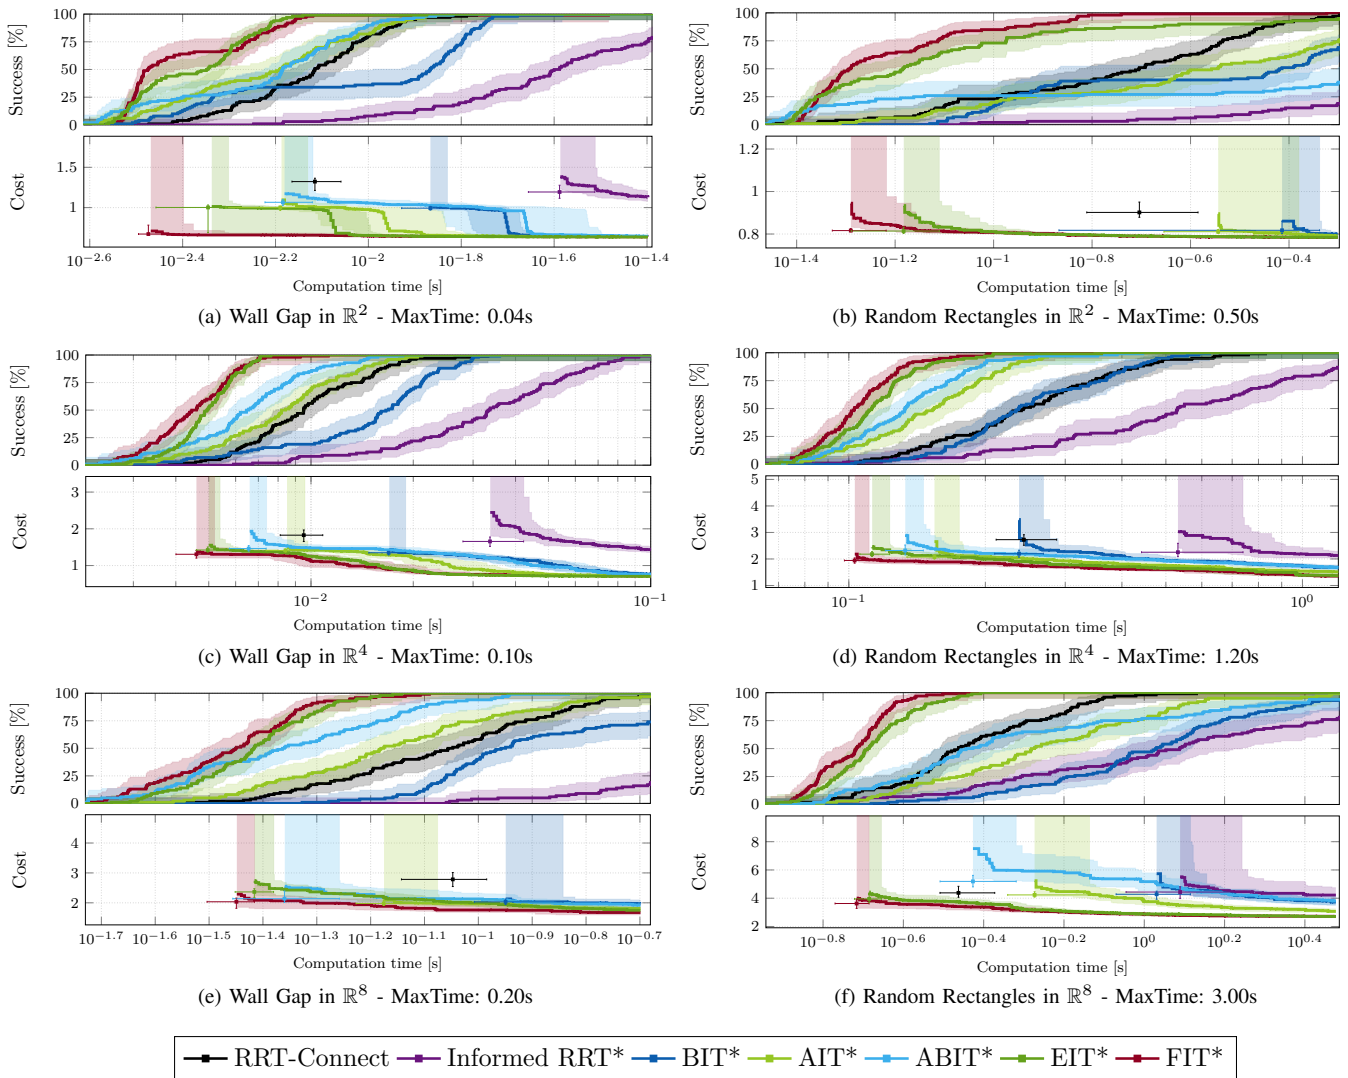 100
75
50
25
0
Success [%]
1.5
1
Cost
10^−2.6 10^−2.4 10^−2.2 10^−2 10^−1.8 10^−1.6 10^−1.4
Computation time [s]
(a) Wall Gap in ℝ² - MaxTime: 0.04s
100
75
50
25
0
Success [%]
1.2
1
0.8
Cost
10^−1.4 10^−1.2 10^−1 10^−0.8 10^−0.6 10^−0.4
Computation time [s]
(b) Random Rectangles in ℝ² - MaxTime: 0.50s
100
75
50
25
0
Success [%]
3
2
1
Cost
10^−2 10^−1
Computation time [s]
(c) Wall Gap in ℝ⁴ - MaxTime: 0.10s
100
75
50
25
0
Success [%]
5
4
3
2
1
Cost
10^−1 10^0
Computation time [s]
(d) Random Rectangles in ℝ⁴ - MaxTime: 1.20s
100
75
50
25
0
Success [%]
4
3
2
Cost
10^−1.7 10^−1.6 10^−1.5 10^−1.4 10^−1.3 10^−1.2 10^−1.1 10^−1 10^−0.9 10^−0.8 10^−0.7
Computation time [s]
(e) Wall Gap in ℝ⁸ - MaxTime: 0.20s
100
75
50
25
0
Success [%]
8
6
4
2
Cost
10^−0.8 10^−0.6 10^−0.4 10^−0.2 10^0 10^0.2 10^0.4
Computation time [s]
(f) Random Rectangles in ℝ⁸ - MaxTime: 3.00s
RRT-Connect Informed RRT* BIT* AIT* ABIT* EIT* FIT*